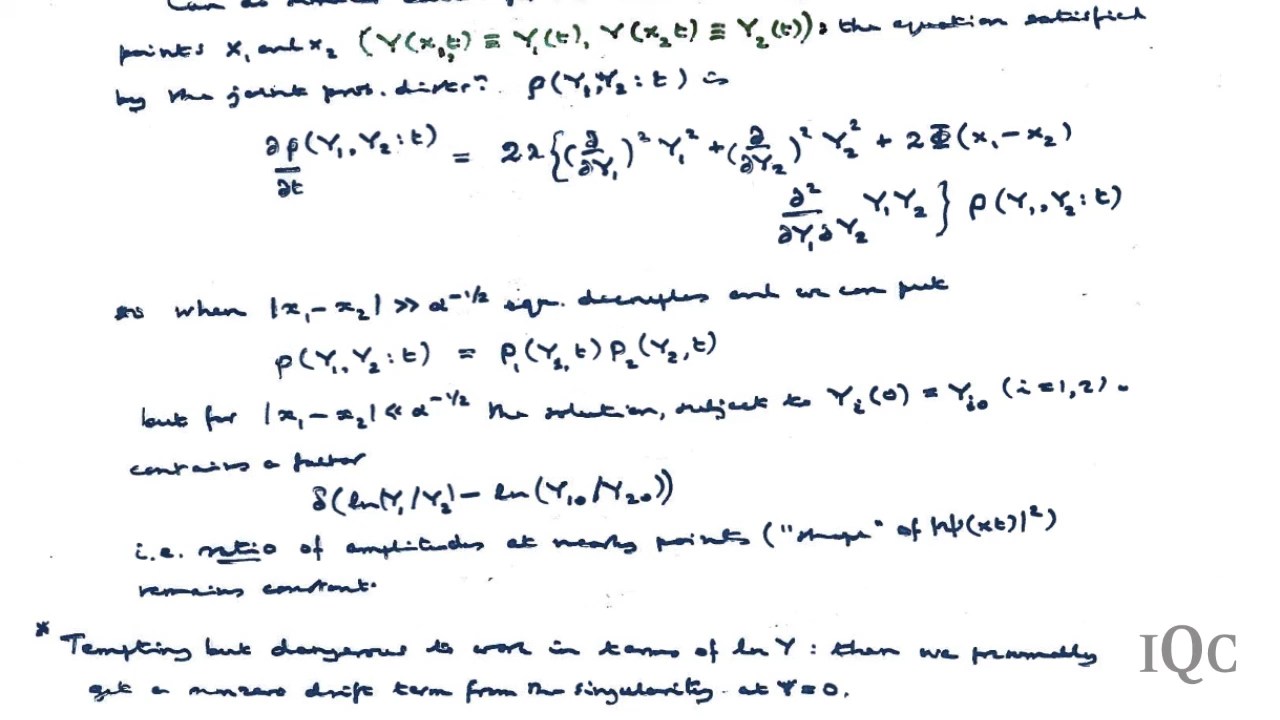 Can do similar
points x₁ and x₂ (Y(x₁,t) ≡ Y₁(t), Y(x₂t) ≡ Y₂(t)): the equation satisfied
by the joint prob. distrⁿ: ρ(Y₁,Y₂:t) is
∂ρ(Y₁,Y₂:t)/∂t = 2λ{(∂/∂Y₁)² Y₁² + (∂/∂Y₂)² Y₂² + 2Φ(x₁-x₂)
∂²/∂Y₁∂Y₂ Y₁Y₂} ρ(Y₁,Y₂:t)
so when |x₁-x₂| >> α^(-1/2) eqn. decouples and we can put
ρ(Y₁,Y₂:t) = ρ₁(Y₁,t) ρ₂(Y₂,t)
but for |x₁-x₂| << α^(-1/2) the solution, subject to Yᵢ(0) = Yᵢ₀ (i=1,2).
contains a factor
δ(ln(Y₁/Y₂) - ln(Y₁₀/Y₂₀))
i.e. ratio of amplitudes at nearby points ("shape" of |ψ(xt)|²)
remains constant.
* Tempting but dangerous to work in terms of ln Y: then we presumably
get a nonzero drift term from the singularity at Y=0.
IQC